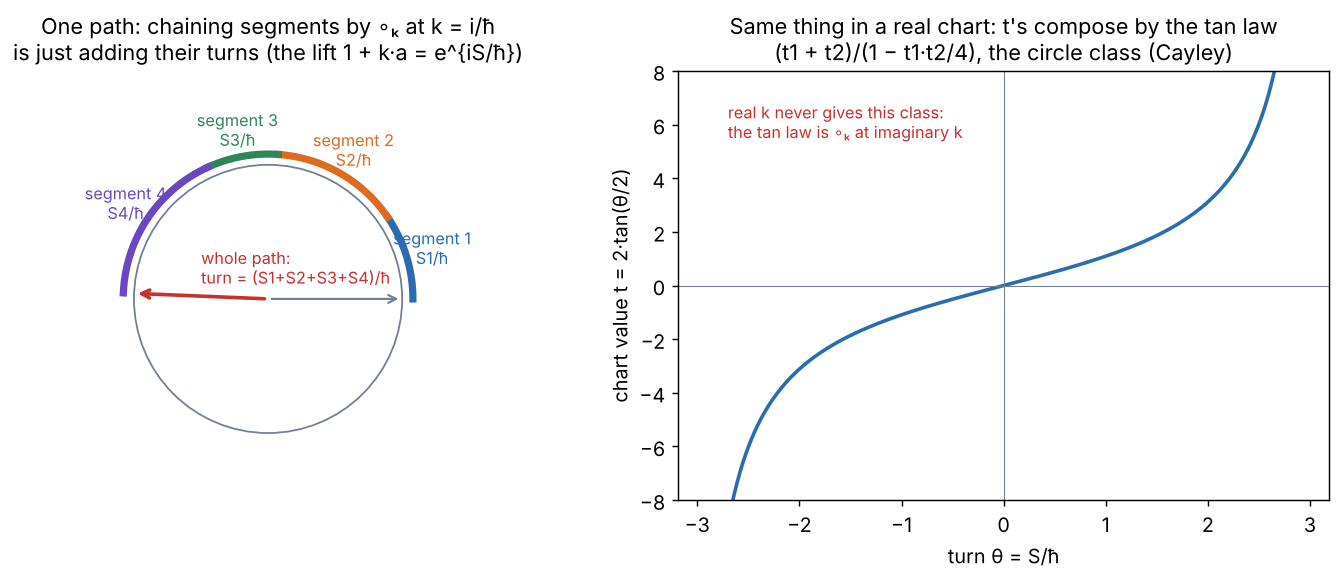 One path: chaining segments by ∘ₖ at k = i/ħ
is just adding their turns (the lift 1 + k·a = e^{iS/ħ})
segment 3
S3/ħ
segment 2
S2/ħ
segment 4
S4/ħ
segment 1
S1/ħ
whole path:
turn = (S1+S2+S3+S4)/ħ
Same thing in a real chart: t's compose by the tan law
(t1 + t2)/(1 − t1·t2/4), the circle class (Cayley)
real k never gives this class:
the tan law is ∘ₖ at imaginary k
chart value t = 2·tan(θ/2)
8
6
4
2
0
−2
−4
−6
−8
−3
−2
−1
0
1
2
3
turn θ = S/ħ